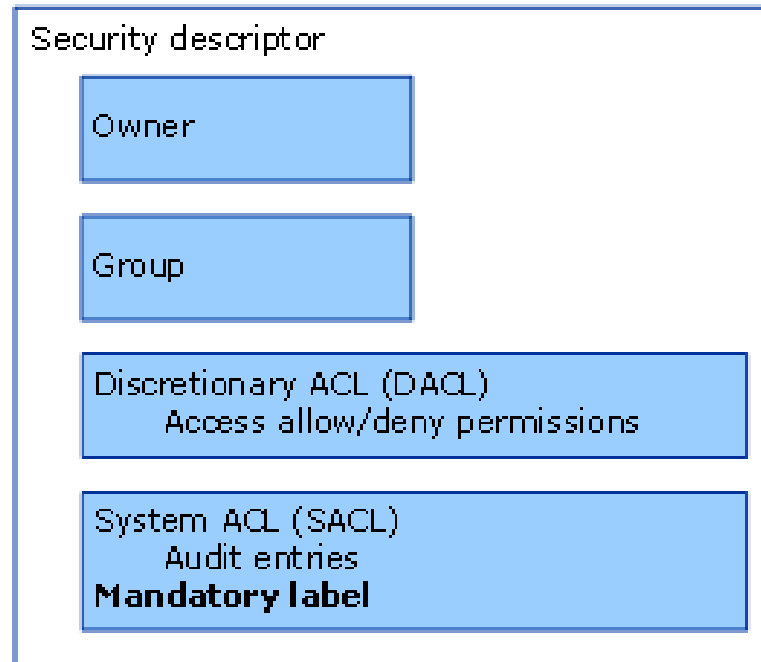 Security descriptor
Owner
Group
Discretionary ACL (DACL)
Access allow/deny permissions
System ACL (SACL)
Audit entries
Mandatory label